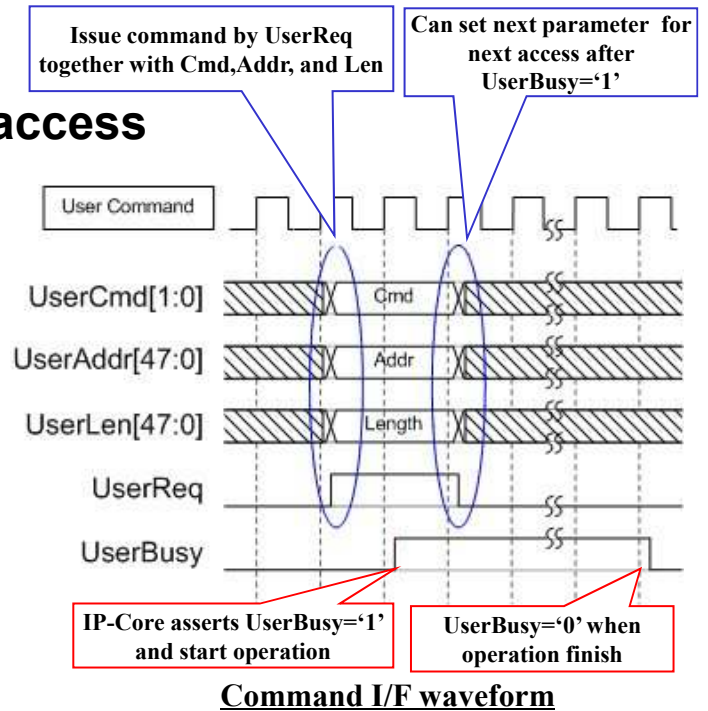 Issue command by UserReq
together with Cmd,Addr, and Len
Can set next parameter for
next access after
UserBusy=‘1’
access
User Command
UserCmd[1:0]
Cmd
UserAddr[47:0]
Addr
UserLen[47:0]
Length
UserReq
UserBusy
IP-Core asserts UserBusy=‘1’
and start operation
UserBusy=‘0’ when
operation finish
Command I/F waveform